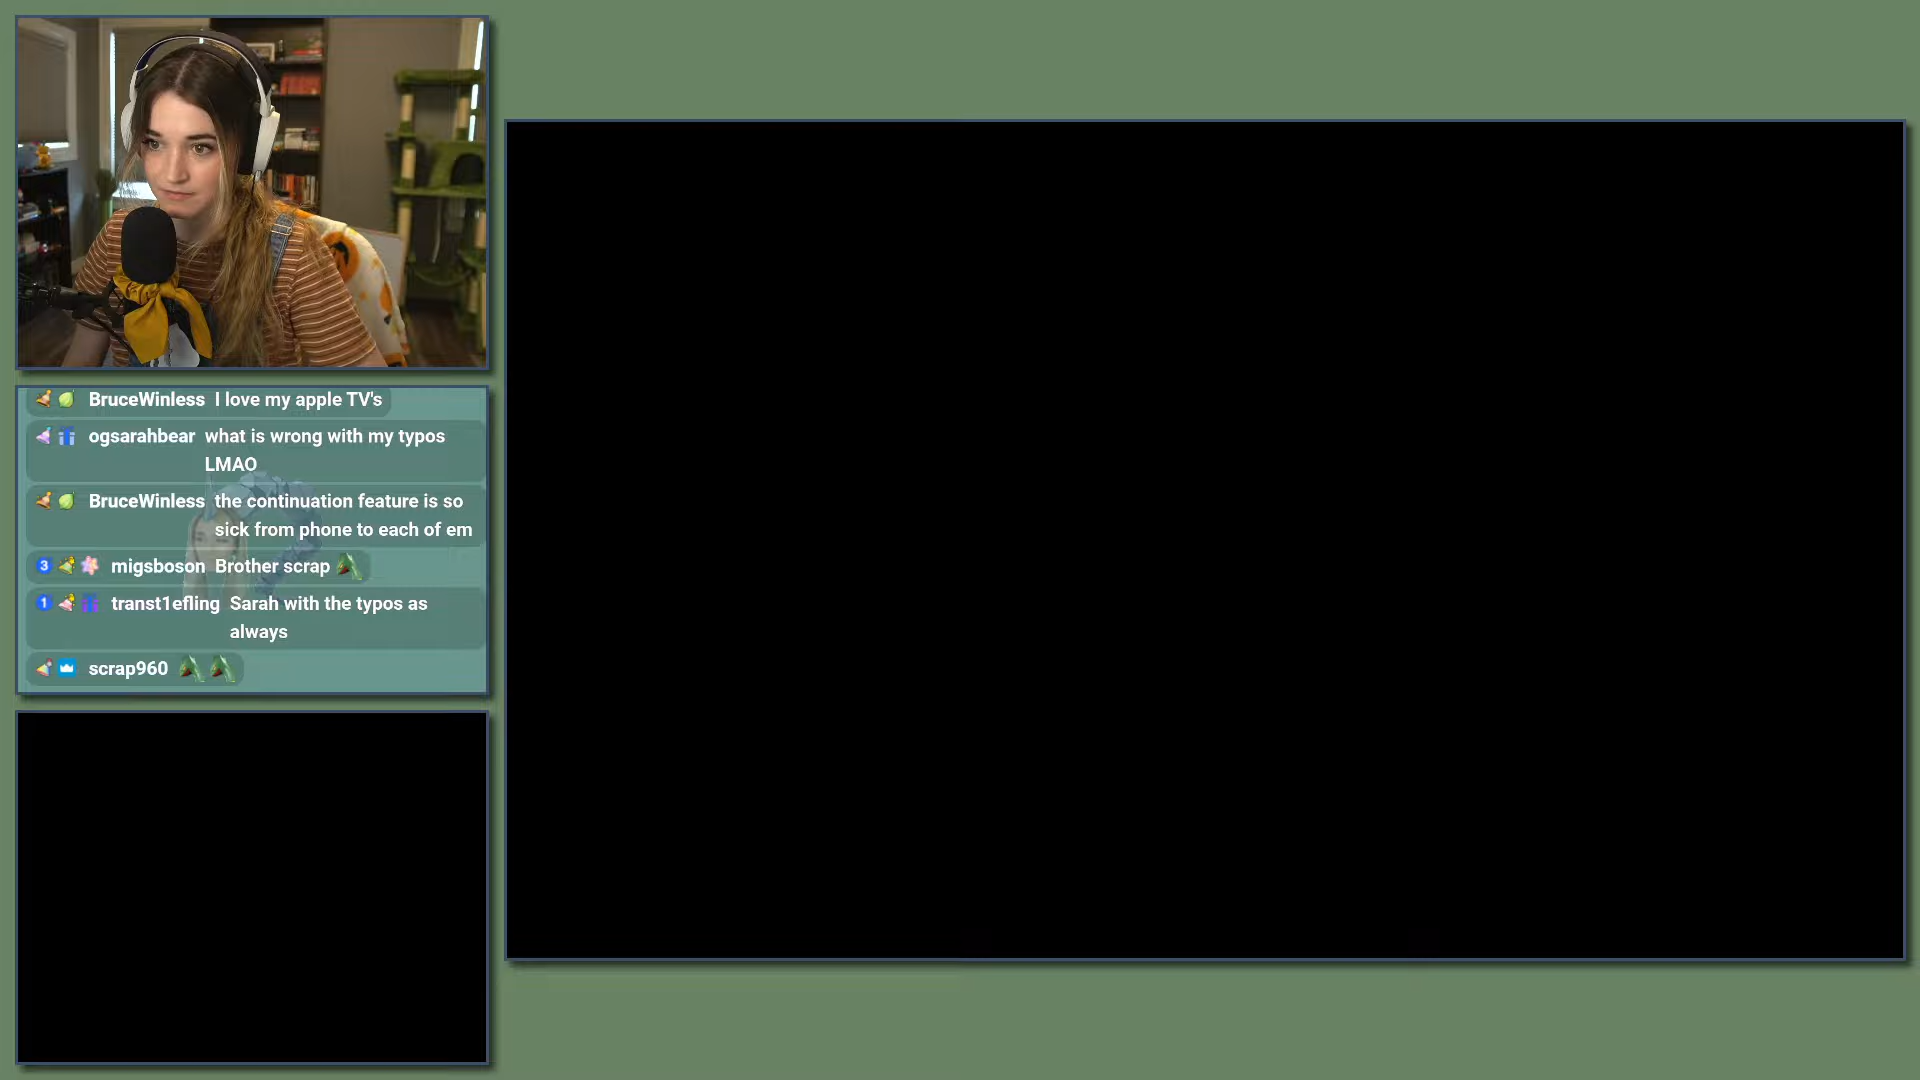 BruceWinless I love my apple TV's
ogsarahbear what is wrong with my typos
LMAO
BruceWinless the continuation feature is so
sick from phone to each of em
3 migsboson Brother scrap
1 transt1efling Sarah with the typos as
always
scrap960